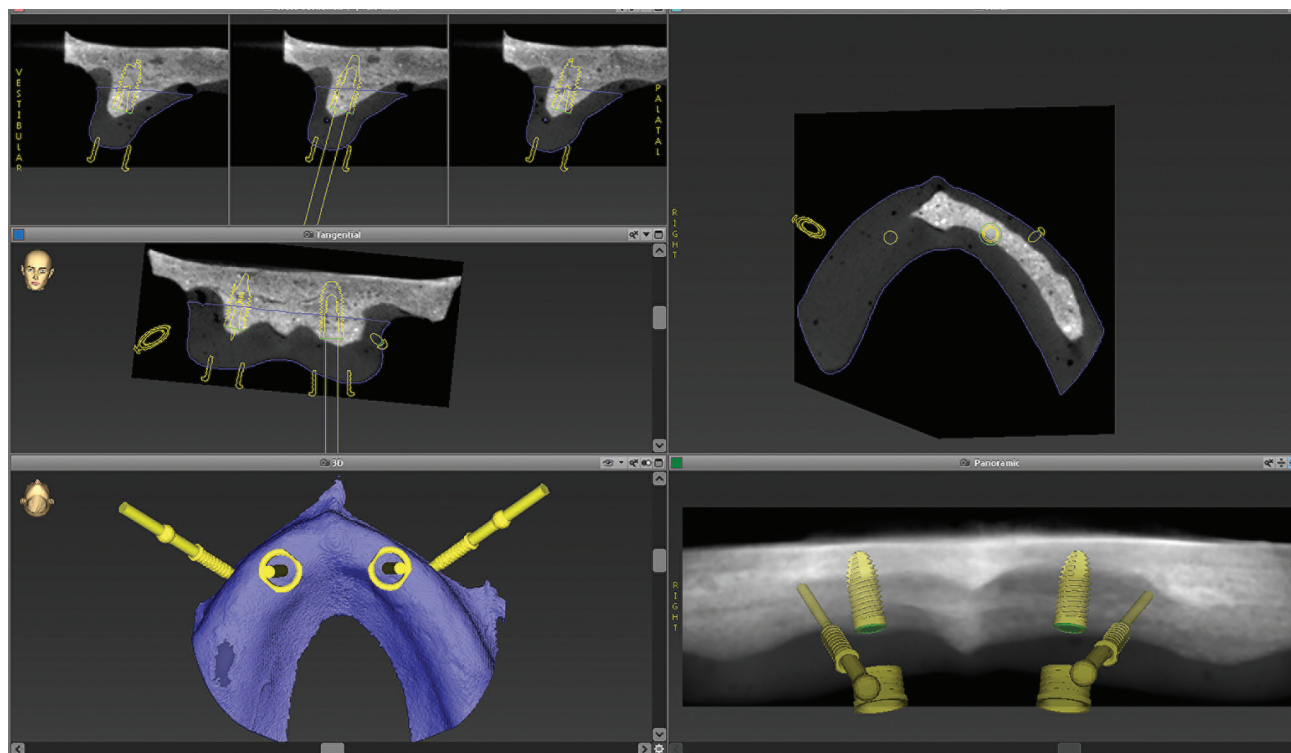 VESTIBULAR
PALATAL
RIGHT
Tangential
3D
Panoramic
RIGHT